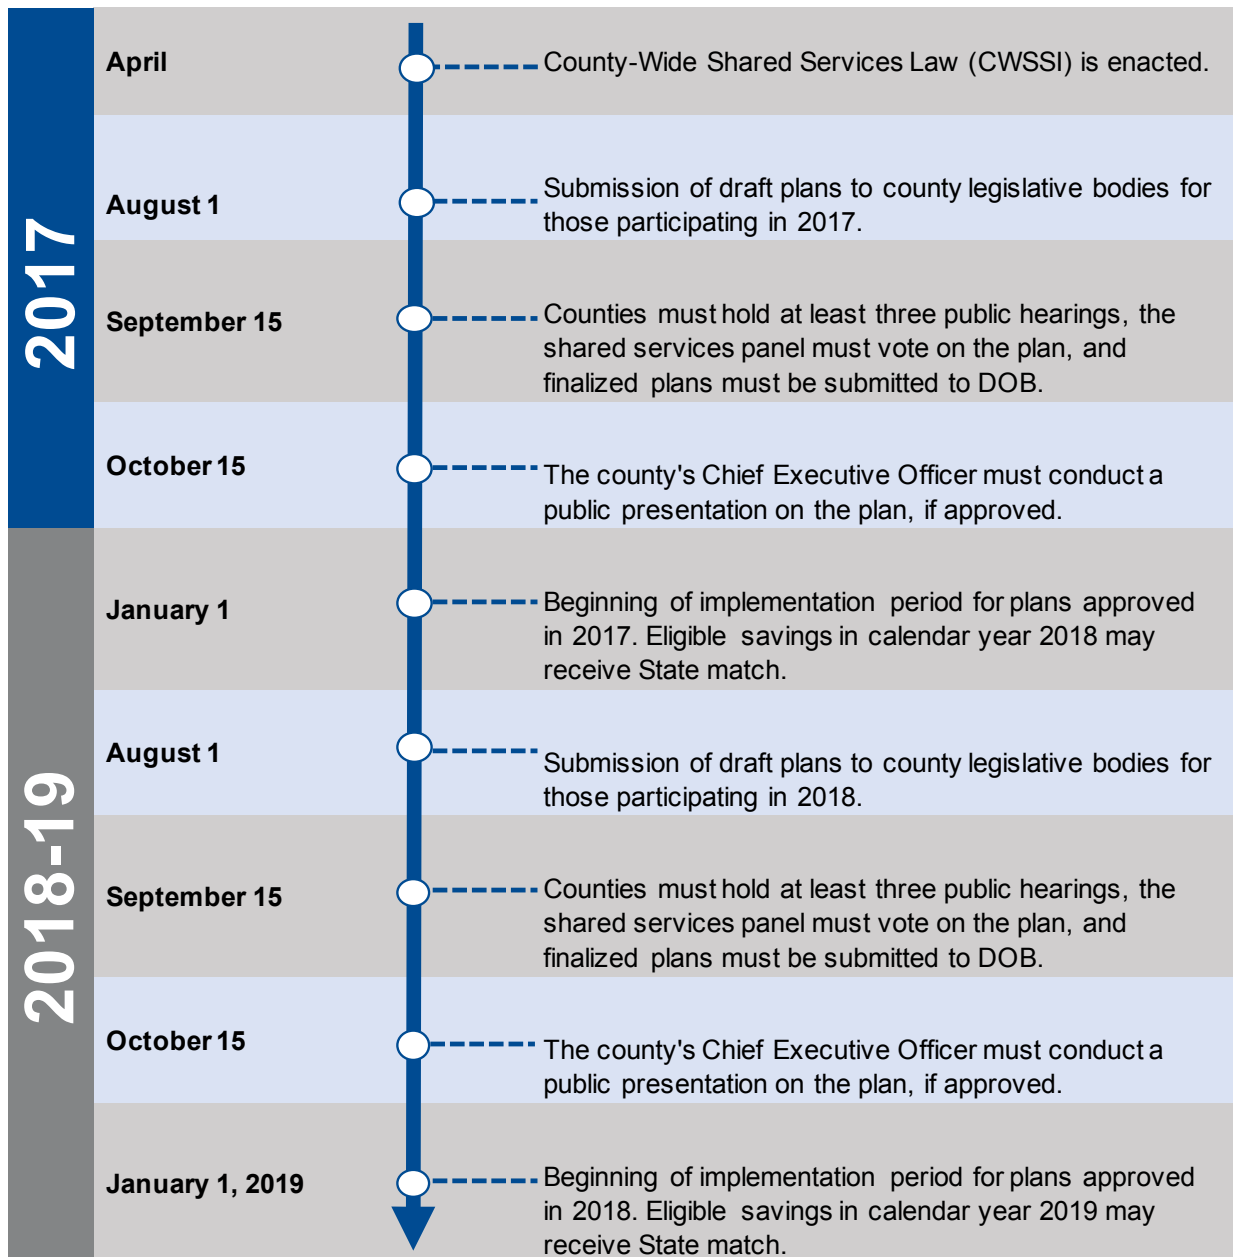 2017
April
County-Wide Shared Services Law (CWSSI) is enacted.
August 1
Submission of draft plans to county legislative bodies for
those participating in 2017.
September 15
Counties must hold at least three public hearings, the
shared services panel must vote on the plan, and
finalized plans must be submitted to DOB.
October 15
The county's Chief Executive Officer must conduct a
public presentation on the plan, if approved.
2018-19
January 1
Beginning of implementation period for plans approved
in 2017. Eligible savings in calendar year 2018 may
receive State match.
August 1
Submission of draft plans to county legislative bodies for
those participating in 2018.
September 15
Counties must hold at least three public hearings, the
shared services panel must vote on the plan, and
finalized plans must be submitted to DOB.
October 15
The county's Chief Executive Officer must conduct a
public presentation on the plan, if approved.
January 1, 2019
Beginning of implementation period for plans approved
in 2018. Eligible savings in calendar year 2019 may
receive State match.